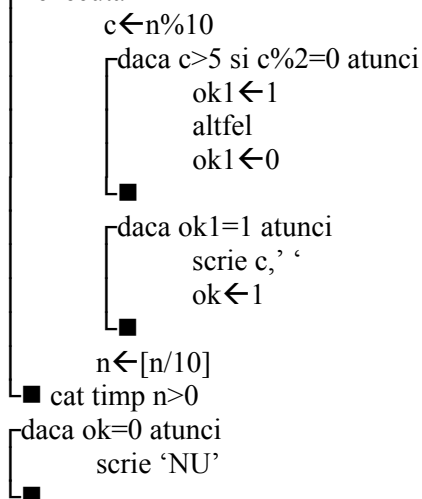 c←n%10
┌daca c>5 si c%2=0 atunci
ok1←1
altfel
ok1←0
└■
┌daca ok1=1 atunci
scrie c,’ ‘
ok←1
└■
n←[n/10]
└■ cat timp n>0
┌daca ok=0 atunci
scrie ‘NU’
└■